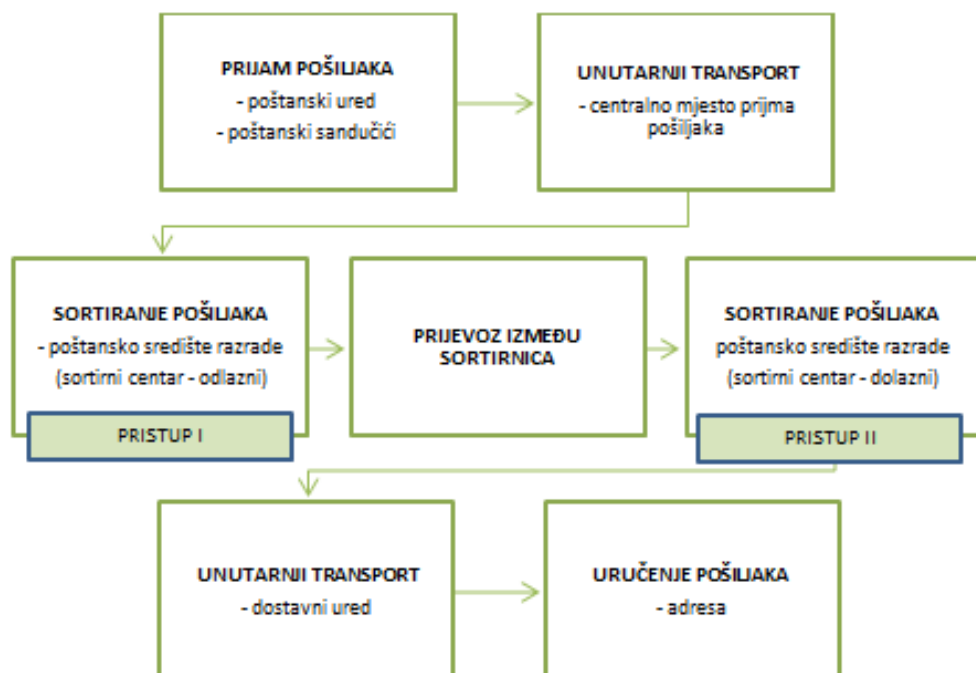 PRIJAM POŠILJAKA
- poštanski ured
- poštanski sandučići
UNUTARNJI TRANSPORT
- centralno mjesto prijma
pošiljaka
SORTIRANJE POŠILJAKA
- poštansko središte razrade
(sortirni centar - odlazni)
PRISTUP I
PRIJEVOZ IZMEĐU
SORTIRNICA
SORTIRANJE POŠILJAKA
poštansko središte razrade
(sortirni centar - dolazni)
PRISTUP II
UNUTARNJI TRANSPORT
- dostavni ured
URUČENJE POŠILJAKA
- adresa